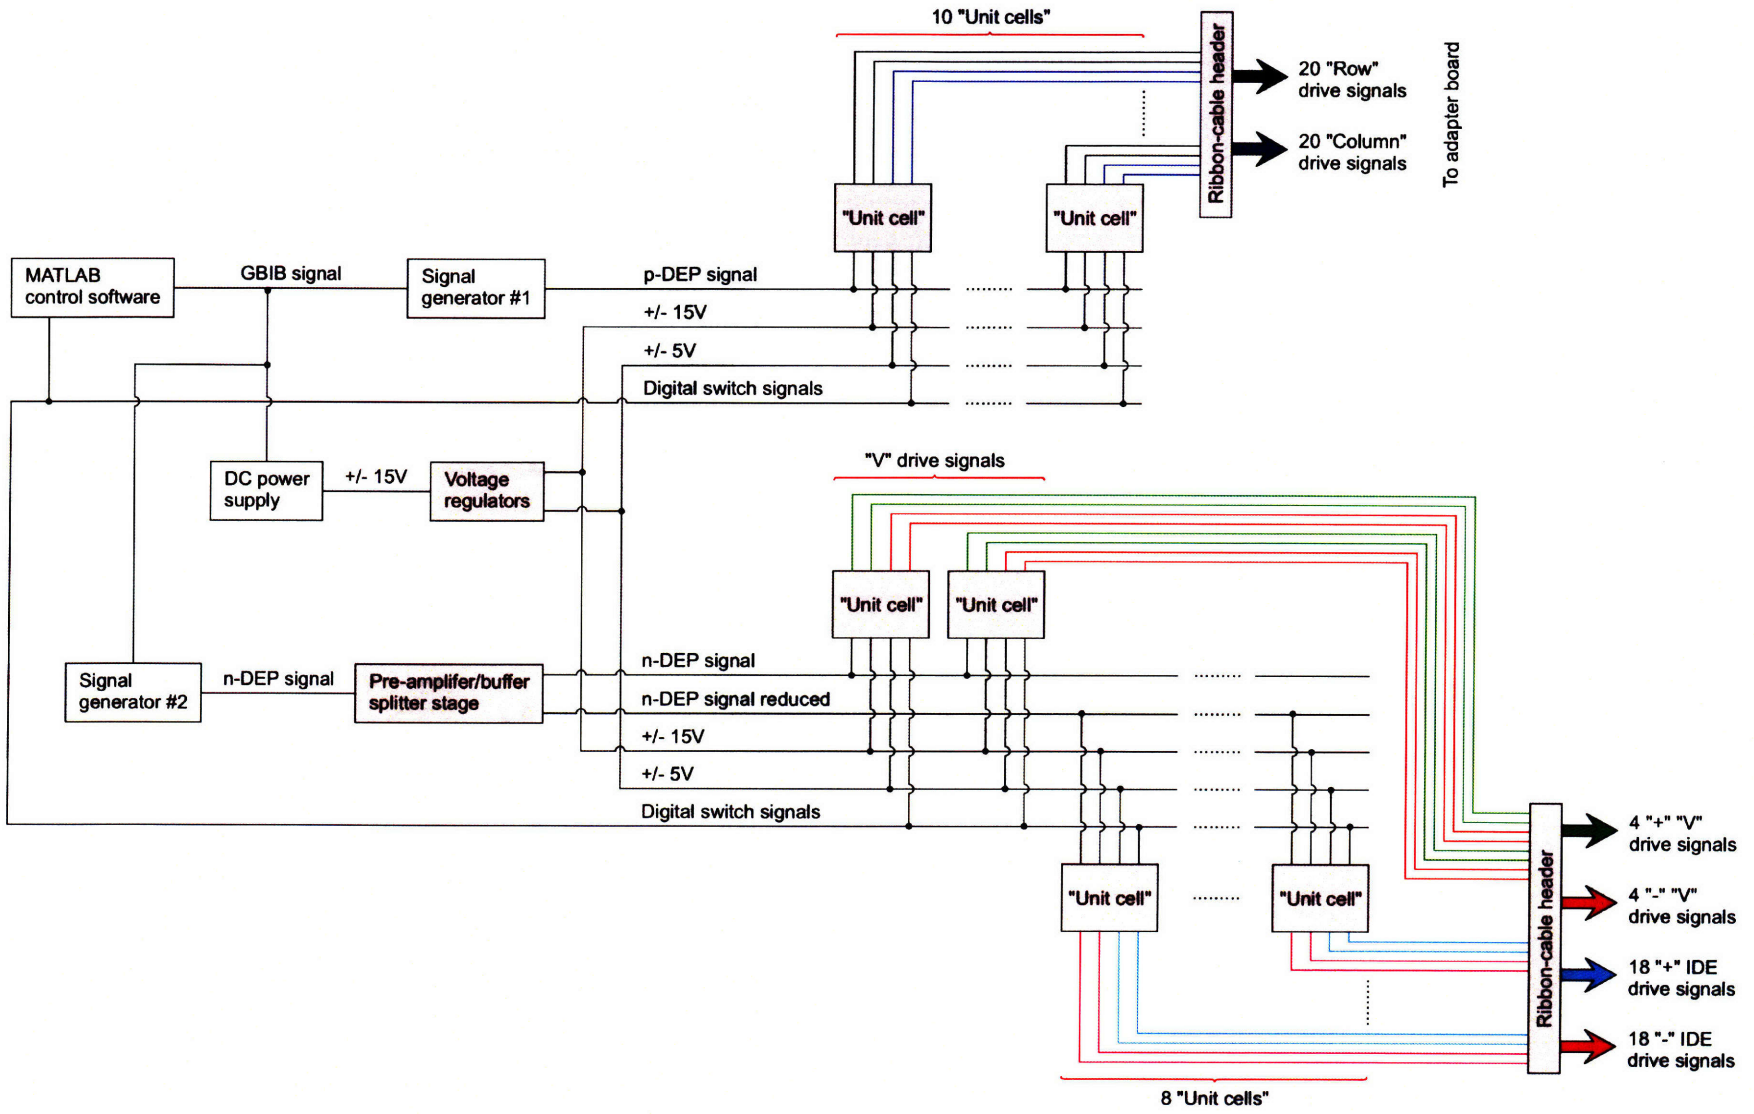 10 "Unit cells"
Ribbon-cable header
20 "Row"
drive signals
20 "Column"
drive signals
To adapter board
"Unit cell"
"Unit cell"
MATLAB
control software
GBIB signal
Signal
generator #1
p-DEP signal
+/- 15V
+/- 5V
Digital switch signals
"V" drive signals
DC power
supply
+/- 15V
Voltage
regulators
"Unit cell"
"Unit cell"
Signal
generator #2
n-DEP signal
Pre-amplifer/buffer
splitter stage
n-DEP signal
n-DEP signal reduced
+/- 15V
+/- 5V
Digital switch signals
"Unit cell"
"Unit cell"
Ribbon-cable header
4 "+" "V"
drive signals
4 "-" "V"
drive signals
18 "+" IDE
drive signals
18 "-" IDE
drive signals
8 "Unit cells"